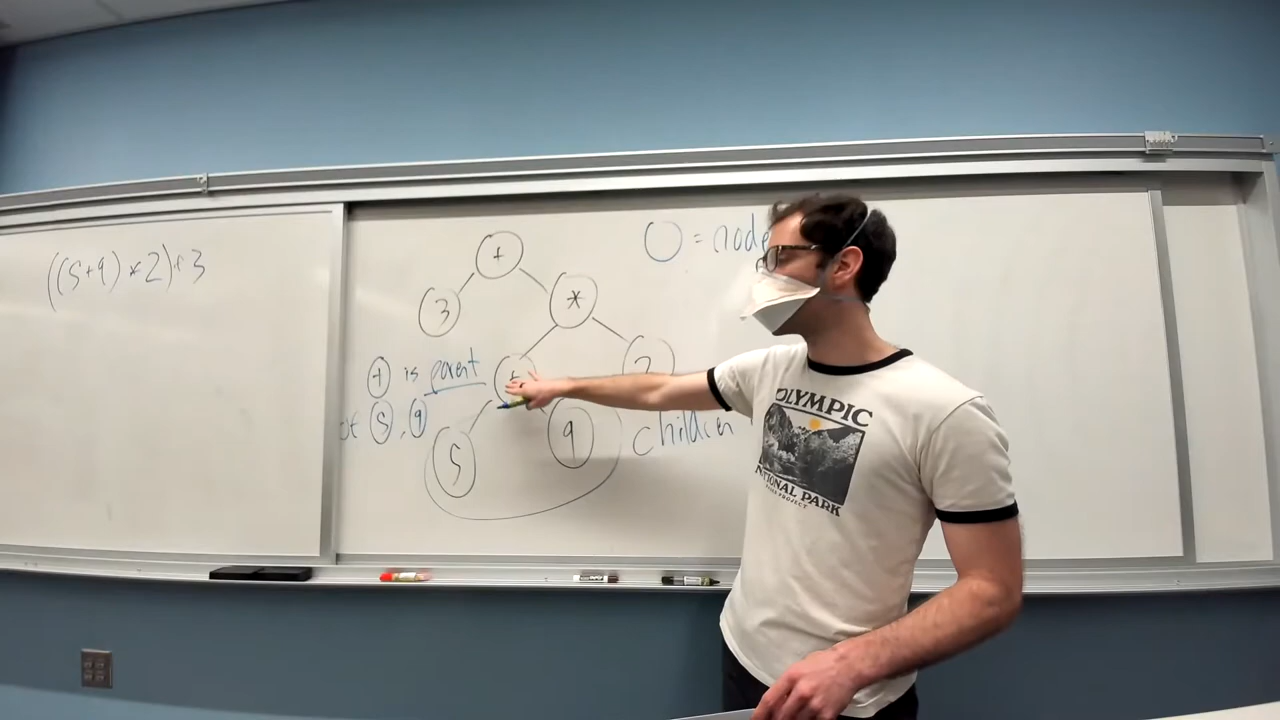 ((5+9) * 2) + 3
+
= node
3
*
+ is parent
+
2
of 5, 9
children
5
9
OLYMPIC
NATIONAL PARK